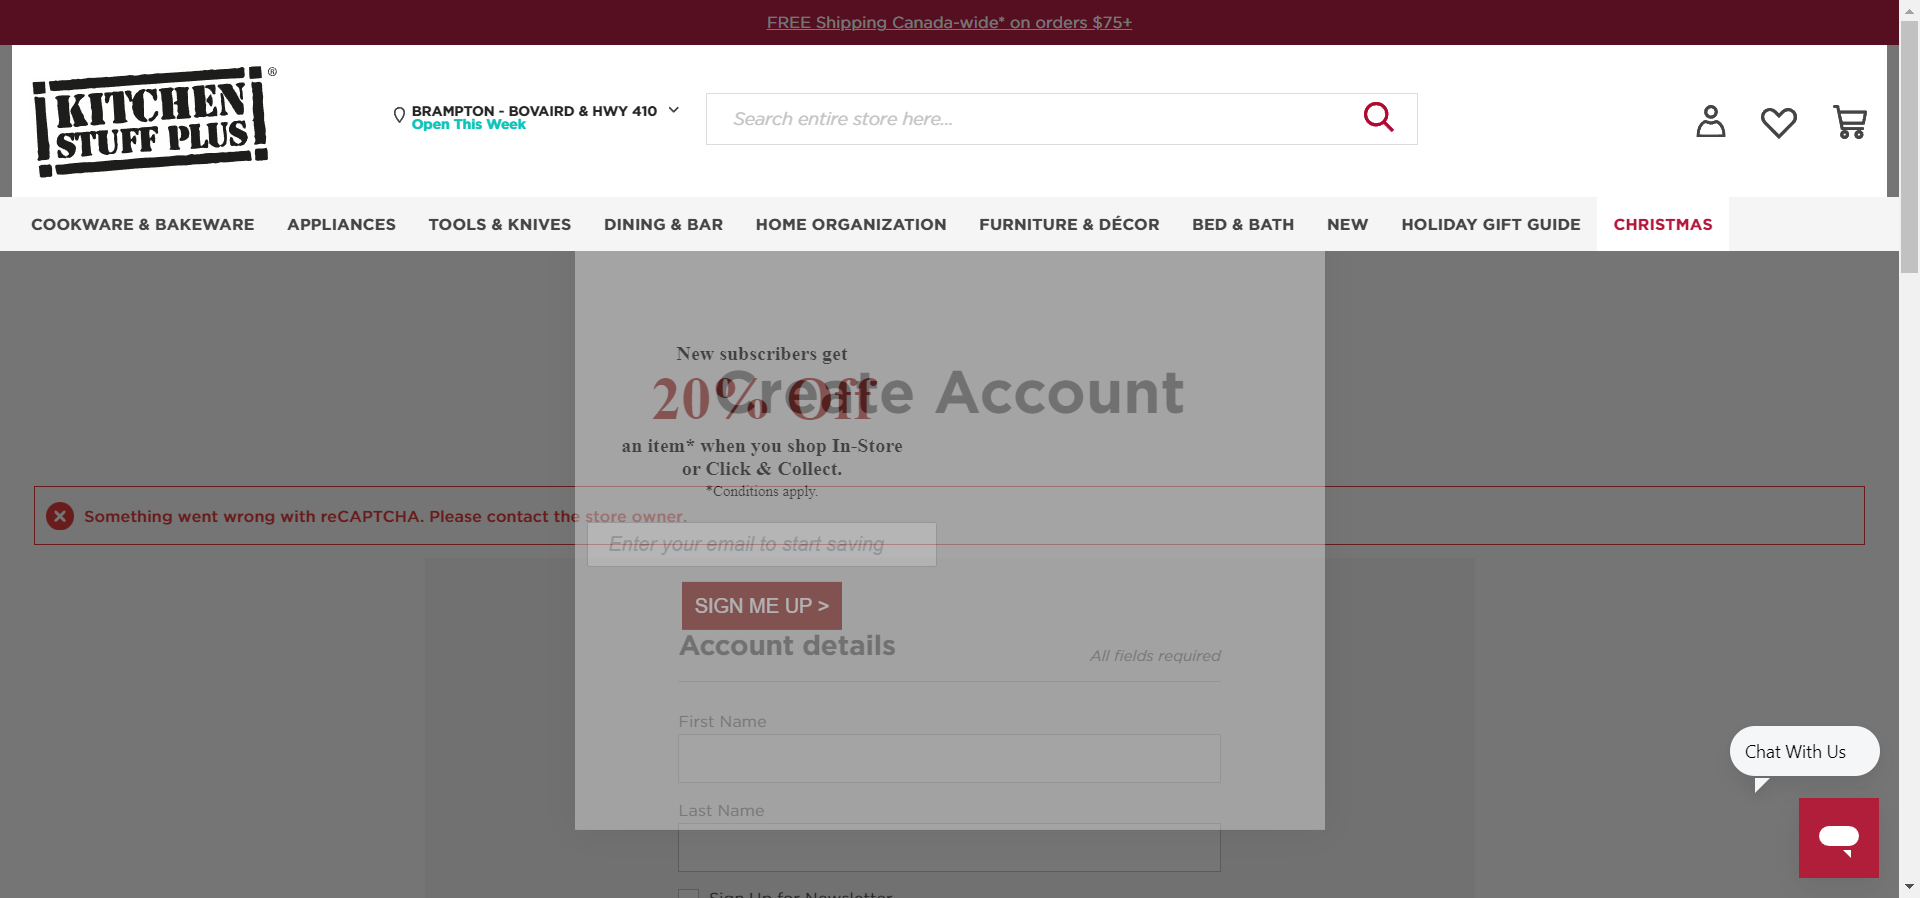 FREE Shipping Canada-wide* on orders $75+
KITCHEN
STUFF PLUS
®
BRAMPTON - BOVAIRD & HWY 410
Open This Week
Search entire store here...
COOKWARE & BAKEWARE APPLIANCES TOOLS & KNIVES DINING & BAR HOME ORGANIZATION FURNITURE & DÉCOR BED & BATH NEW HOLIDAY GIFT GUIDE CHRISTMAS
New subscribers get
20% Off
Create Account
an item* when you shop In-Store
or Click & Collect.
*Conditions apply.
Something went wrong with reCAPTCHA. Please contact the store owner.
Enter your email to start saving
SIGN ME UP >
Account details
All fields required
First Name
Last Name
Sign Up for Newsletter
Chat With Us